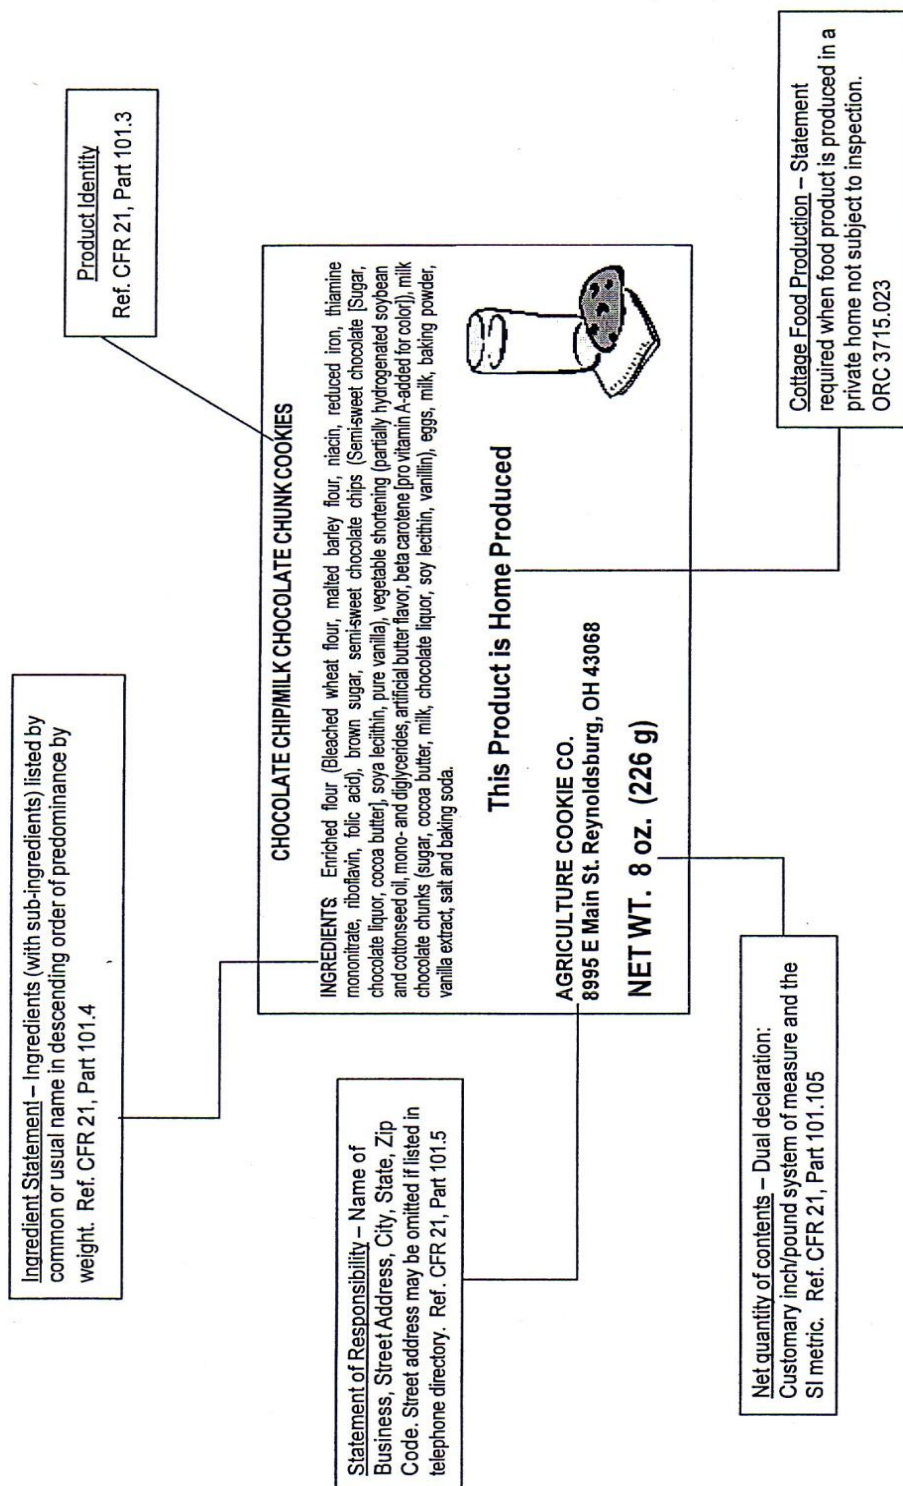 Product Identity
Ref. CFR 21, Part 101.3
Ingredient Statement – Ingredients (with sub-ingredients) listed by
common or usual name in descending order of predominance by
weight. Ref. CFR 21, Part 101.4
CHOCOLATE CHIP/MILK CHOCOLATE CHUNK COOKIES
INGREDIENTS: Enriched flour (Bleached wheat flour, malted barley flour, niacin, reduced iron, thiamine
mononitrate, riboflavin, folic acid), brown sugar, semi-sweet chocolate chips (Semi-sweet chocolate [Sugar,
chocolate liquor, cocoa butter], soya lecithin, pure vanilla), vegetable shortening (partially hydrogenated soybean
and cottonseed oil, mono- and diglycerides, artificial butter flavor, beta carotene [pro vitamin A-added for color!]), milk
chocolate chunks (sugar, cocoa butter, milk, chocolate liquor, soy lecithin, vanillin), eggs, milk, baking powder,
vanilla extract, salt and baking soda.
This Product is Home Produced
AGRICULTURE COOKIE CO.
8995 E Main St. Reynoldsburg, OH 43068
NET WT. 8 oz. (226 g)
Statement of Responsibility – Name of
Business, Street Address, City, State, Zip
Code. Street address may be omitted if listed in
telephone directory. Ref. CFR 21, Part 101.5
Net quantity of contents – Dual declaration:
Customary inch/pound system of measure and the
SI metric. Ref. CFR 21, Part 101.105
Cottage Food Production – Statement
required when food product is produced in a
private home not subject to inspection.
ORC 3715.023